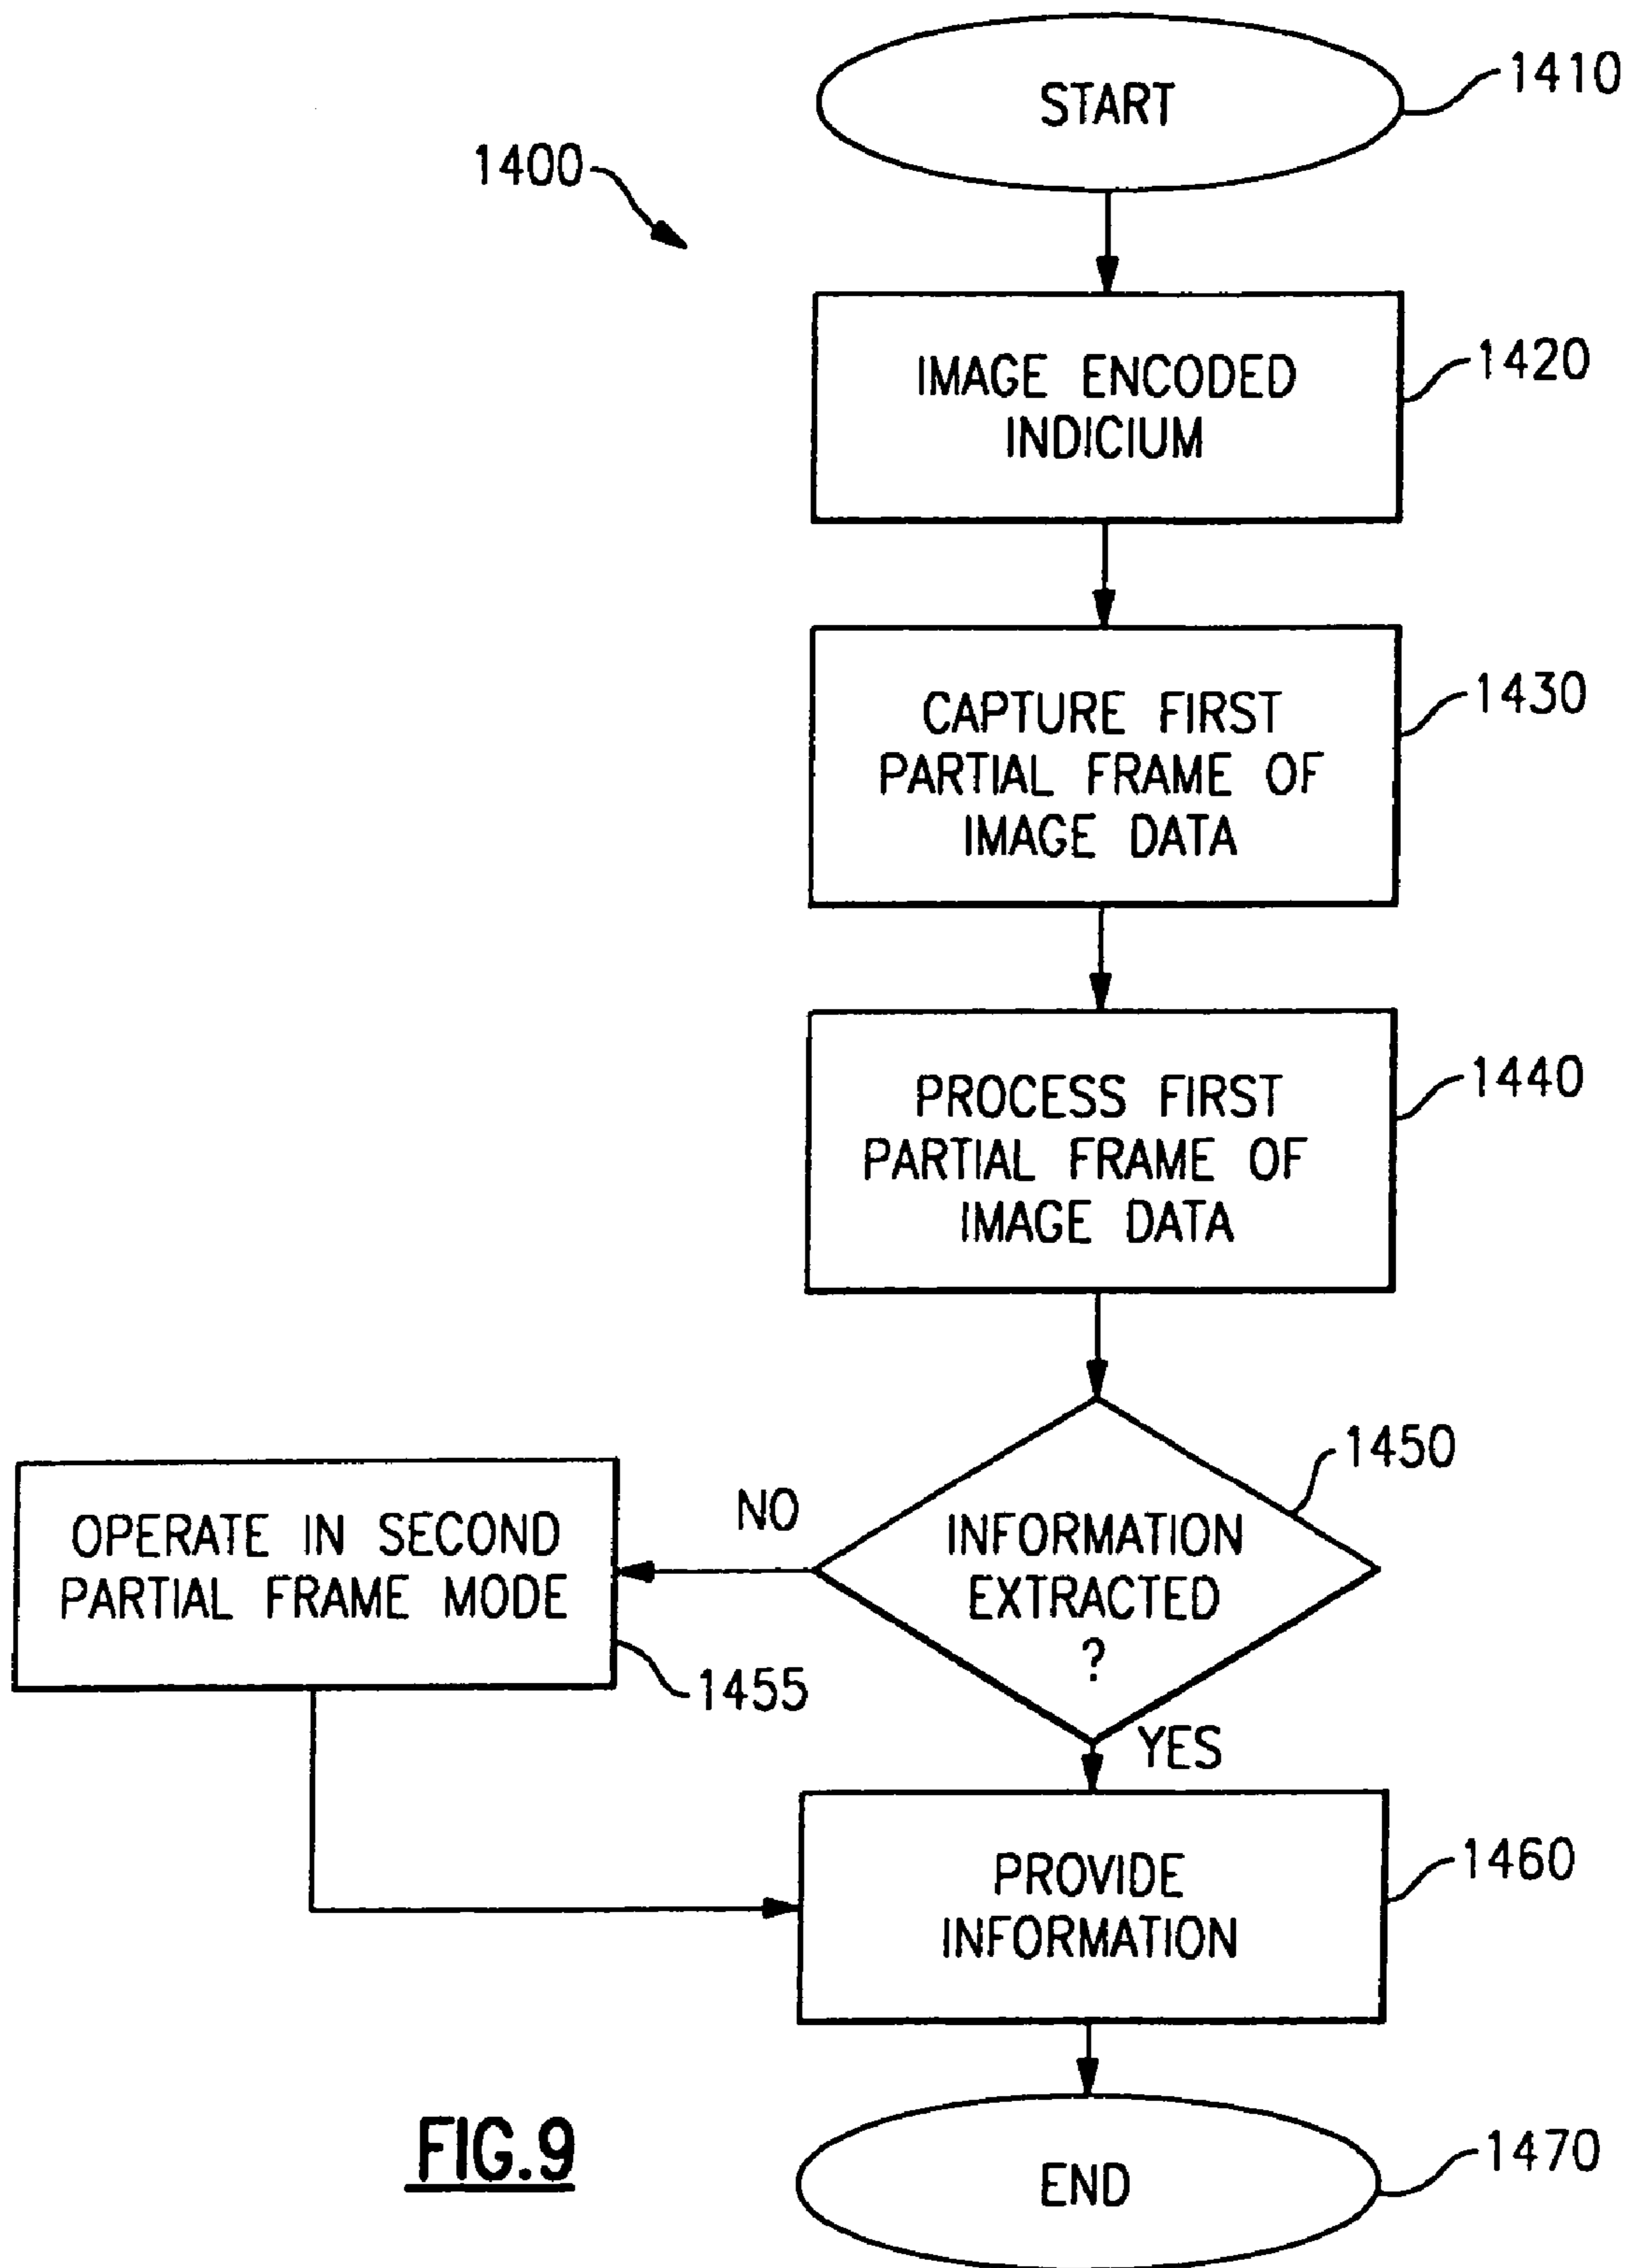 START
1410
1400
IMAGE ENCODED
INDICIUM
1420
CAPTURE FIRST
PARTIAL FRAME OF
IMAGE DATA
1430
PROCESS FIRST
PARTIAL FRAME OF
IMAGE DATA
1440
INFORMATION
EXTRACTED
?
1450
NO
OPERATE IN SECOND
PARTIAL FRAME MODE
1455
YES
PROVIDE
INFORMATION
1460
END
1470
FIG.9